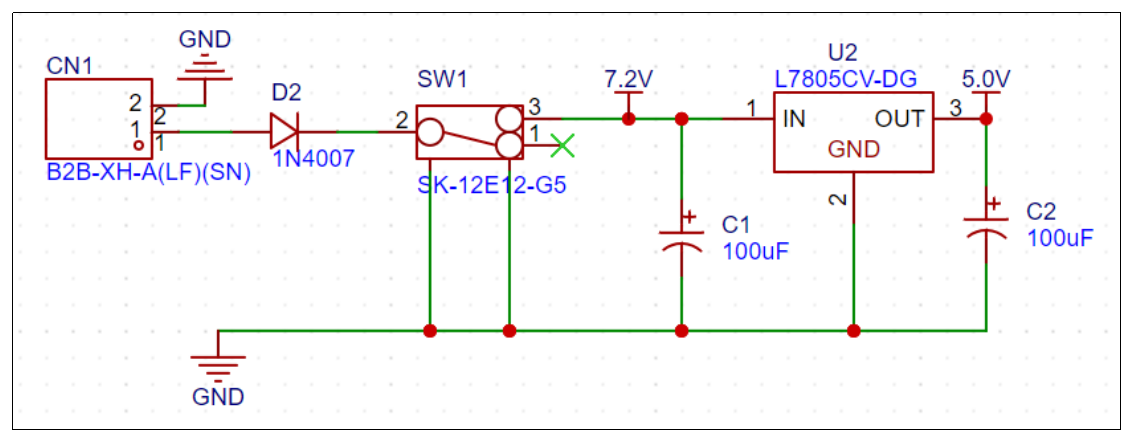 GND
CN1
2
2
1
1
B2B-XH-A(LF)(SN)
D2
1N4007
SW1
2
3
1
SK-12E12-G5
7.2V
U2
L7805CV-DG
1
IN
OUT
3
GND
2
5.0V
+
C1
100uF
+
C2
100uF
GND